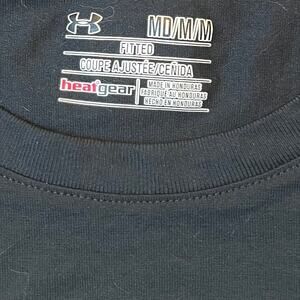 MD/M/M
FITTED
COUPE AJUSTÉE/CEÑIDA
heatgear
MADE IN HONDURAS
FABRIQUÉ AU HONDURAS
HECHO EN HONDURAS